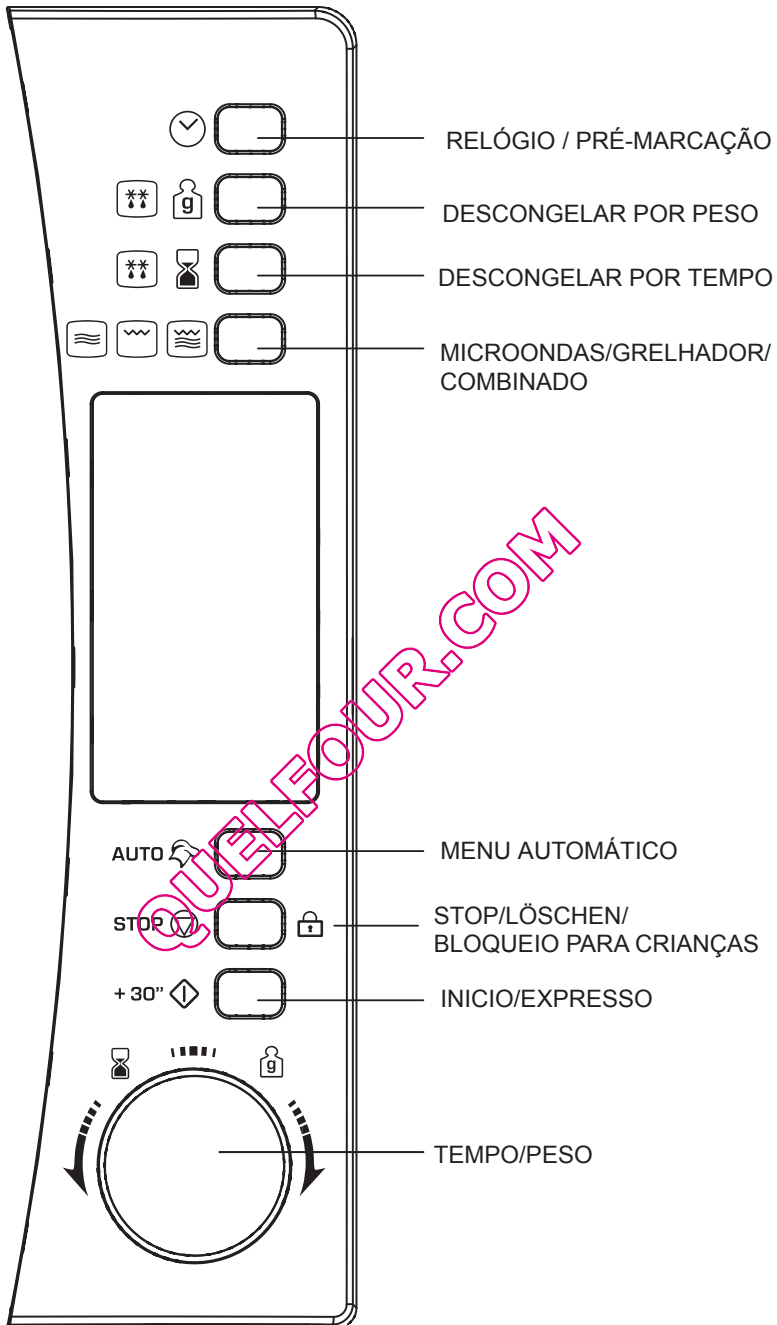 RELÓGIO / PRÉ-MARCAÇÃO
g
DESCONGELAR POR PESO
DESCONGELAR POR TEMPO
MICROONDAS/GRELHADOR/
COMBINADO
QUELFOUR.COM
AUTO
MENU AUTOMÁTICO
STOP
STOP/LÖSCHEN/
BLOQUEIO PARA CRIANÇAS
+30”
INICIO/EXPRESSO
g
TEMPO/PESO